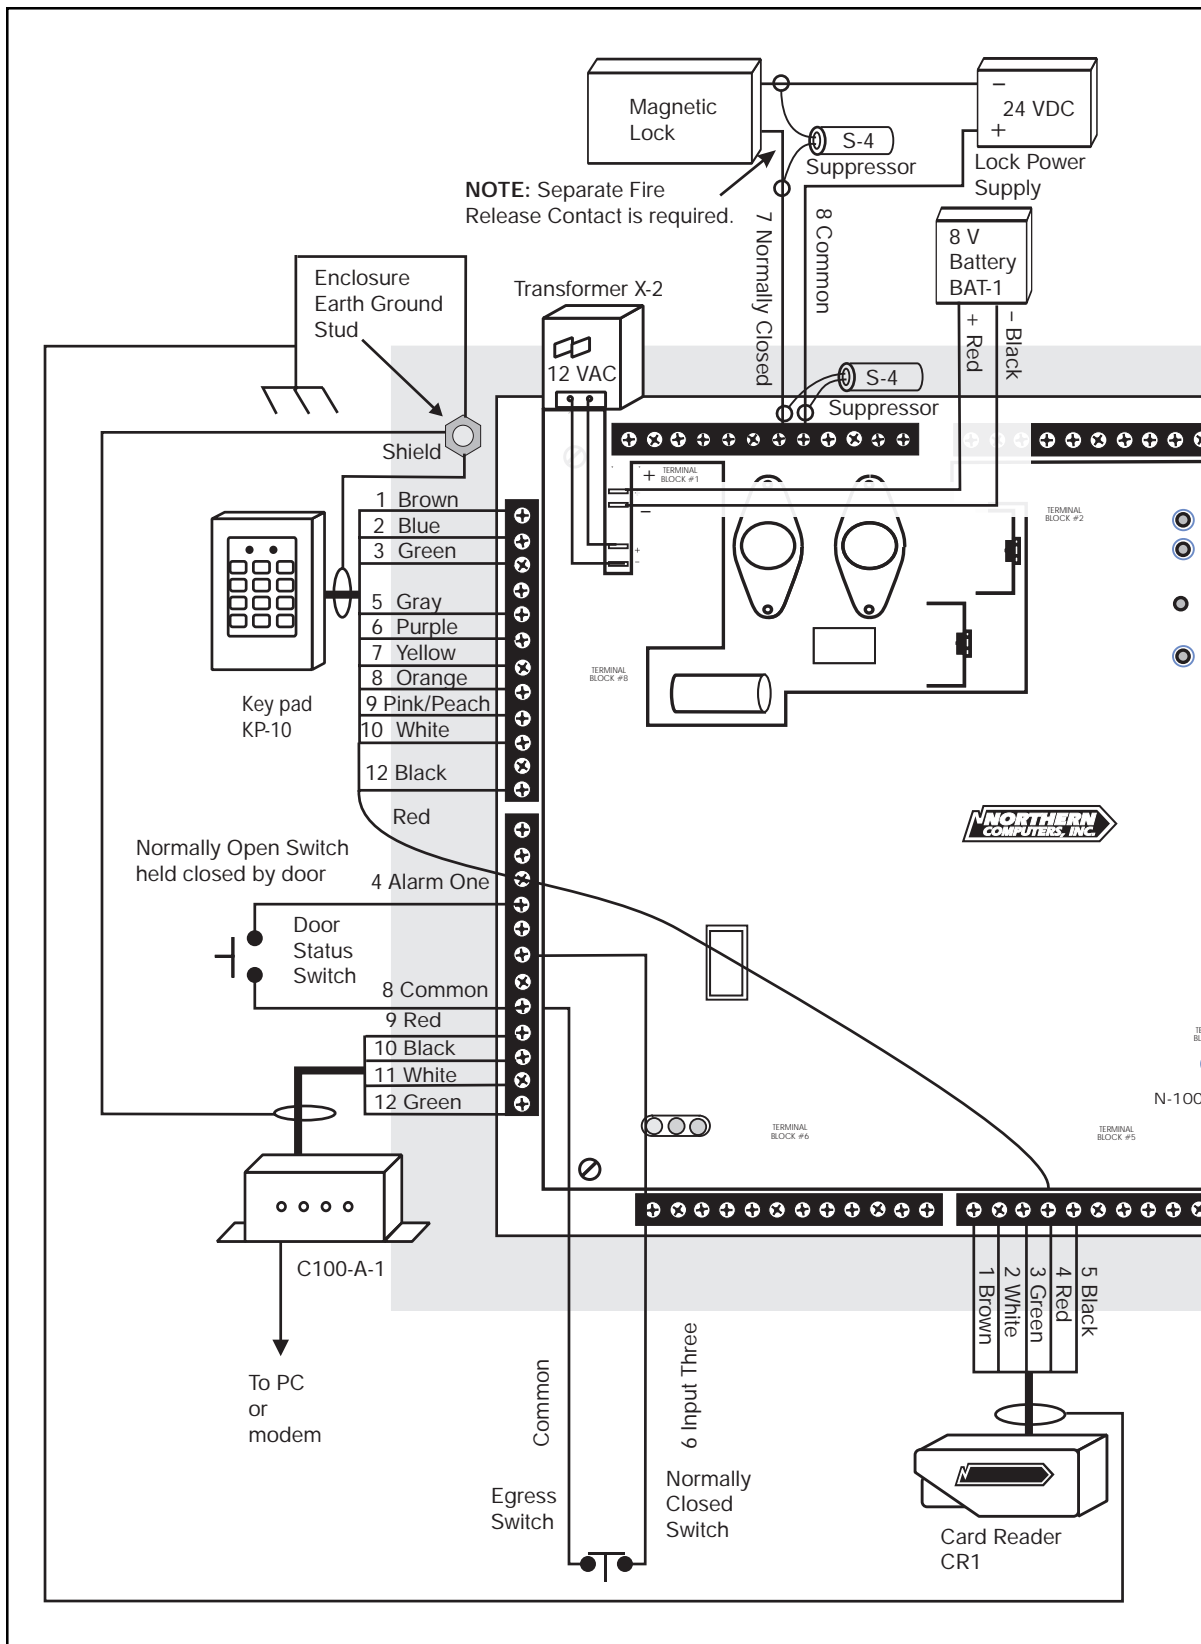 Magnetic
Lock
–
24 VDC
+
S-4
Suppressor
Lock Power
Supply
NOTE: Separate Fire
Release Contact is required.
7 Normally Closed
8 Common
8 V
Battery
BAT-1
+ Red
– Black
Enclosure
Earth Ground
Stud
Transformer X-2
12 VAC
S-4
Suppressor
Shield
+
–
TERMINAL
BLOCK #1
TERMINAL
BLOCK #2
+
–
1 Brown
2 Blue
3 Green
5 Gray
6 Purple
7 Yellow
8 Orange
9 Pink/Peach
10 White
12 Black
Red
TERMINAL
BLOCK #8
Key pad
KP-10
NORTHERN
COMPUTERS, INC.
Normally Open Switch
held closed by door
4 Alarm One
Door
Status
Switch
8 Common
9 Red
10 Black
11 White
12 Green
N-100
TERMINAL
BLOCK #6
TERMINAL
BLOCK #5
C100-A-1
1 Brown
2 White
3 Green
4 Red
5 Black
To PC
or
modem
Common
6 Input Three
Egress
Switch
Normally
Closed
Switch
Card Reader
CR1